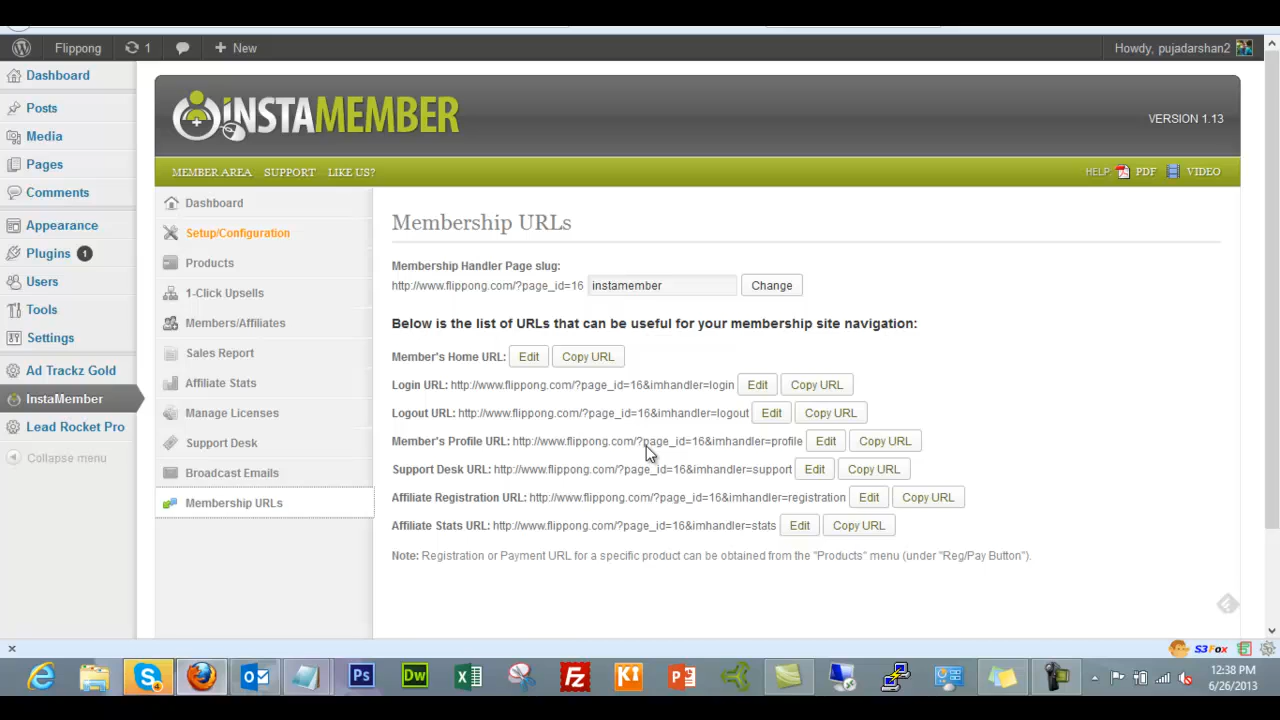 Flippong 1 New Howdy, pujadarshan2
Dashboard
Posts
Media
Pages
Comments
Appearance
Plugins 1
Users
Tools
Settings
Ad Trackz Gold
InstaMember
Lead Rocket Pro
Collapse menu
INSTAMEMBER
VERSION 1.13
MEMBER AREA SUPPORT LIKE US? HELP PDF VIDEO
Dashboard
Setup/Configuration
Products
1-Click Upsells
Members/Affiliates
Sales Report
Affiliate Stats
Manage Licenses
Support Desk
Broadcast Emails
Membership URLs
Membership URLs
Membership Handler Page slug:
http://www.flippong.com/?page_id=16 instamember Change
Below is the list of URLs that can be useful for your membership site navigation:
Member's Home URL: Edit Copy URL
Login URL: http://www.flippong.com/?page_id=16&imhandler=login Edit Copy URL
Logout URL: http://www.flippong.com/?page_id=16&imhandler=logout Edit Copy URL
Member's Profile URL: http://www.flippong.com/?page_id=16&imhandler=profile Edit Copy URL
Support Desk URL: http://www.flippong.com/?page_id=16&imhandler=support Edit Copy URL
Affiliate Registration URL: http://www.flippong.com/?page_id=16&imhandler=registration Edit Copy URL
Affiliate Stats URL: http://www.flippong.com/?page_id=16&imhandler=stats Edit Copy URL
Note: Registration or Payment URL for a specific product can be obtained from the "Products" menu (under "Reg/Pay Button").
S3Fox
Ps Dw Fz K1
12:38 PM
6/26/2013